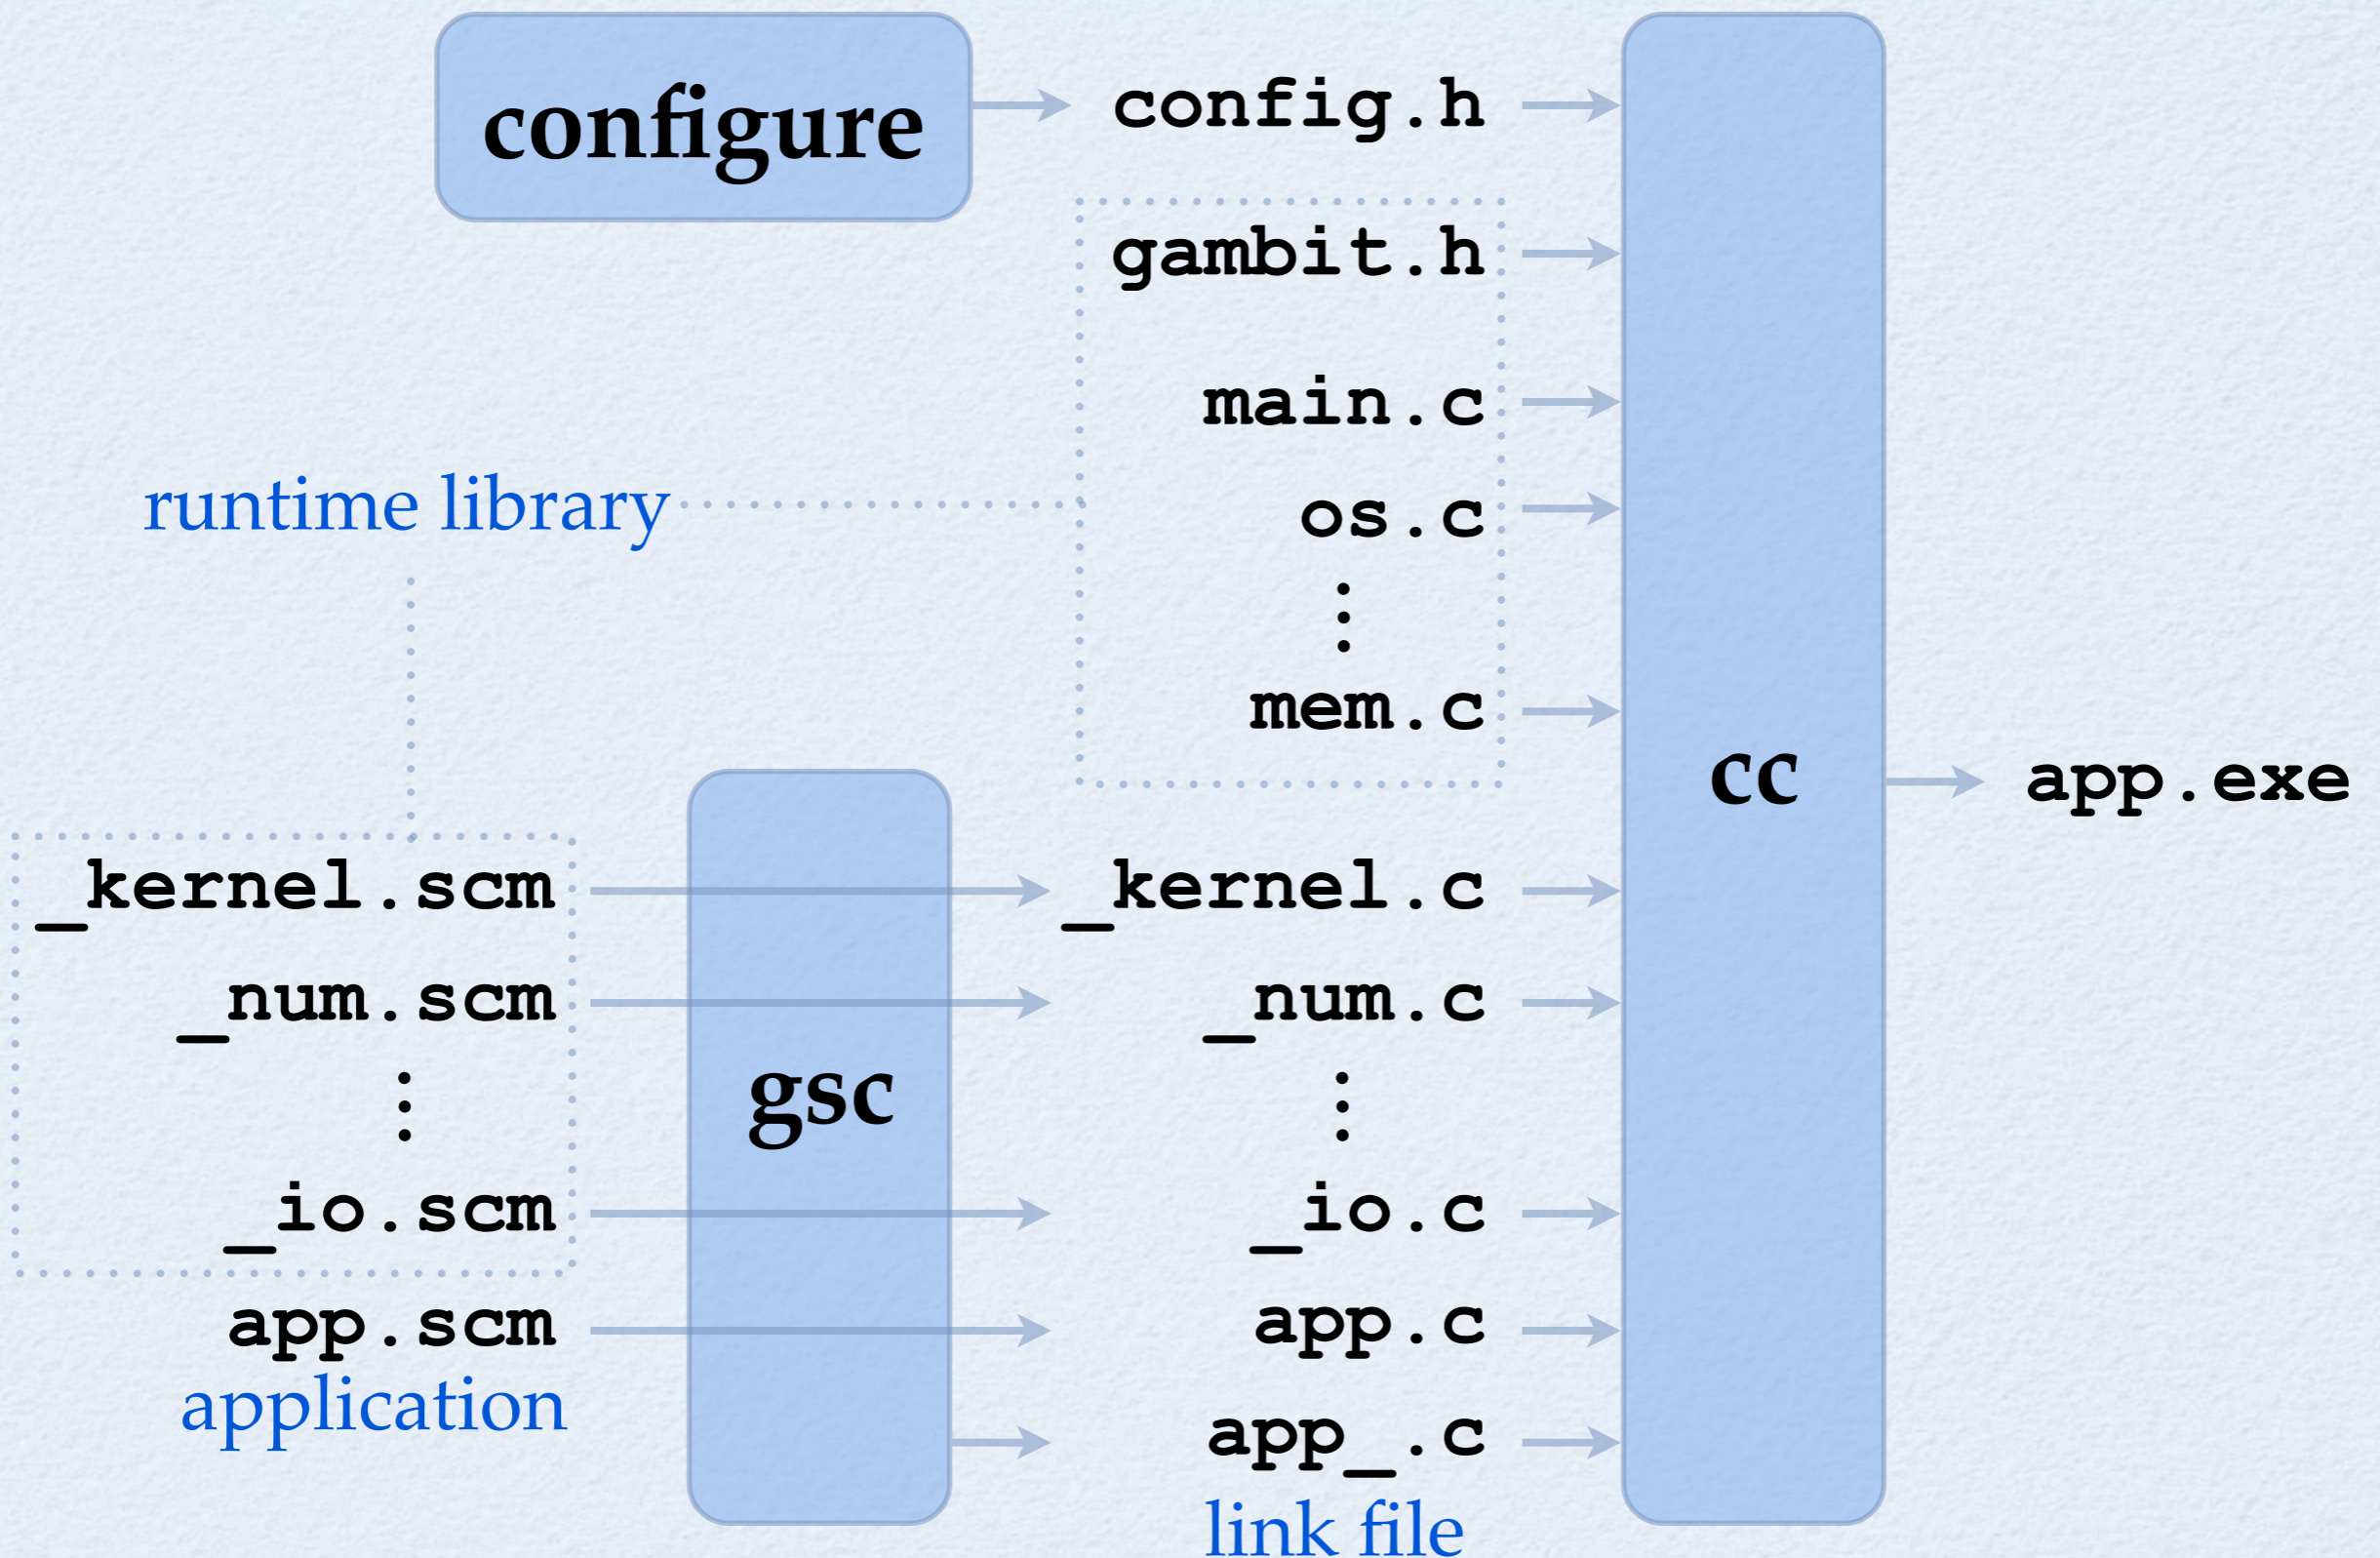 configure
config.h
gambit.h
main.c
runtime library
os.c
mem.c
cc
app.exe
_kernel.scm
_kernel.c
_num.scm
_num.c
gsc
_io.scm
_io.c
app.scm
app.c
application
app_.c
link file